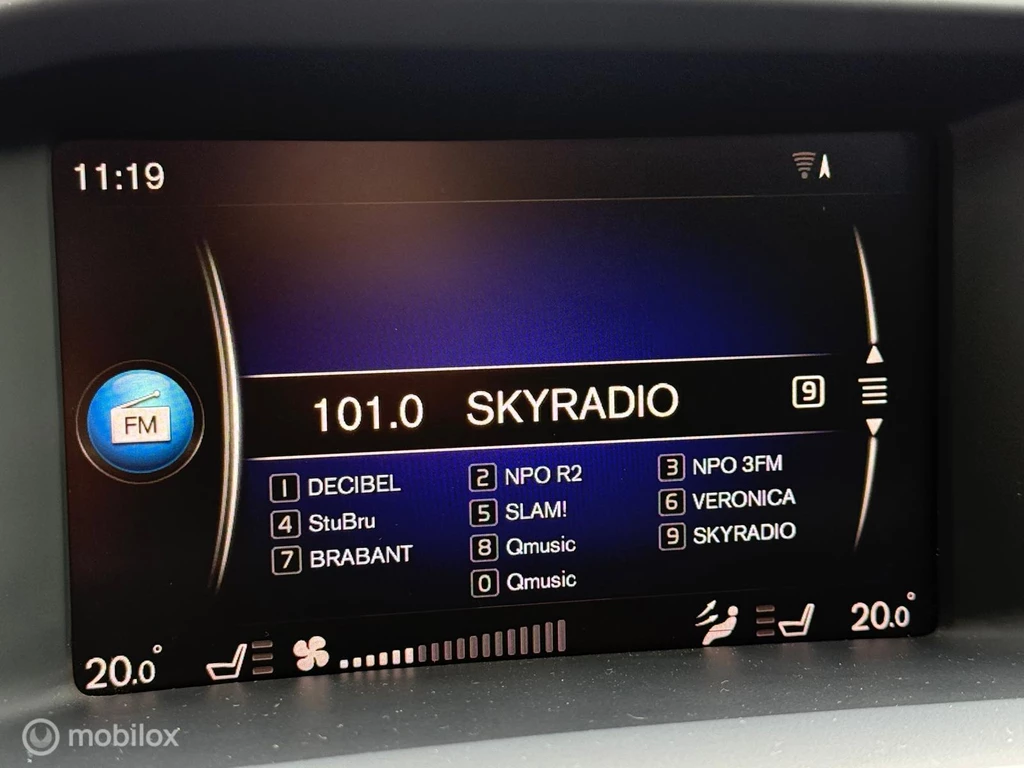 11:19
FM
101.0 SKYRADIO 9
1 DECIBEL 2 NPO R2 3 NPO 3FM
4 StuBru 5 SLAM! 6 VERONICA
7 BRABANT 8 Qmusic 9 SKYRADIO
0 Qmusic
20.0° 20.0°
mobilox